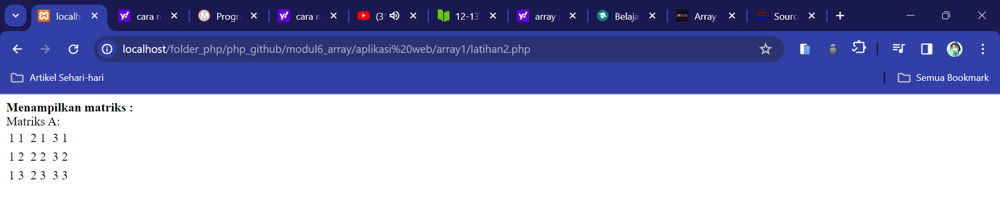 localh cara n Progr cara n (3 12-13 array Belaja Array Sourc
localhost/folder_php/php_github/modul6_array/aplikasi%20web/array1/latihan2.php
Artikel Sehari-hari Semua Bookmark
Menampilkan matriks :
Matriks A:
1 1 2 1 3 1
1 2 2 2 3 2
1 3 2 3 3 3